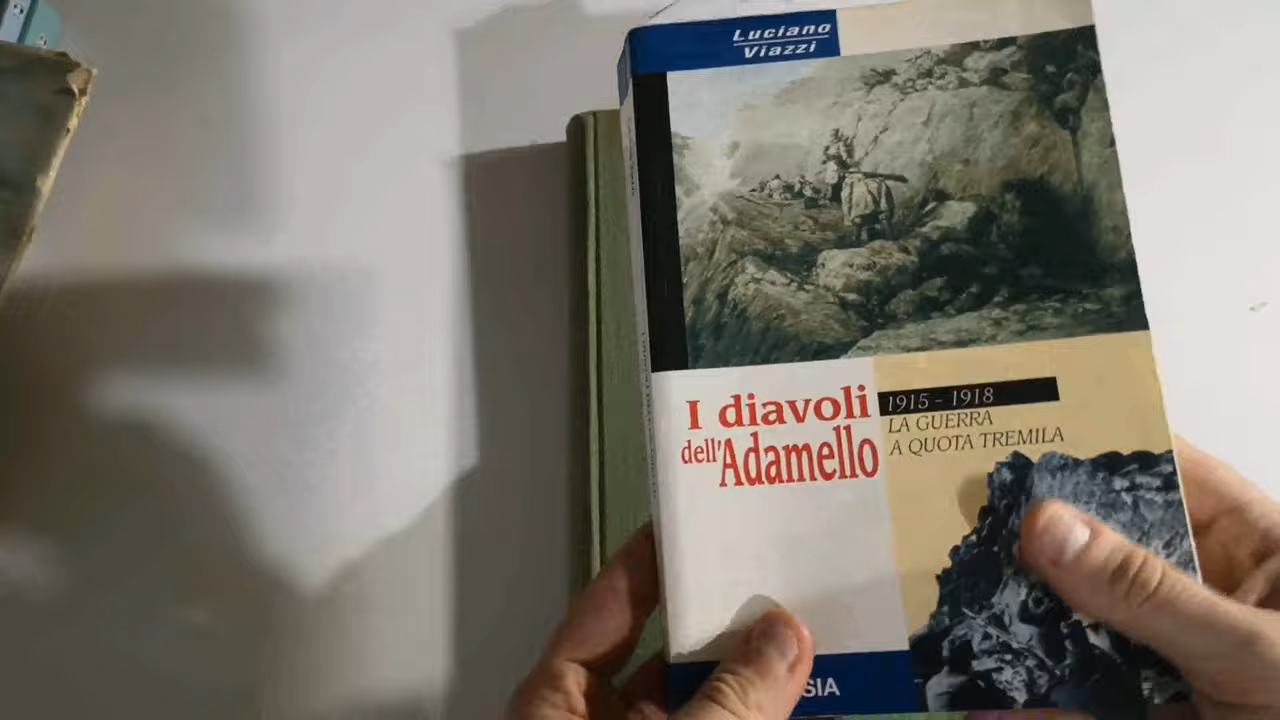 Luciano
Viazzi
I diavoli
dell'Adamello
1915 - 1918
LA GUERRA
A QUOTA TREMILA